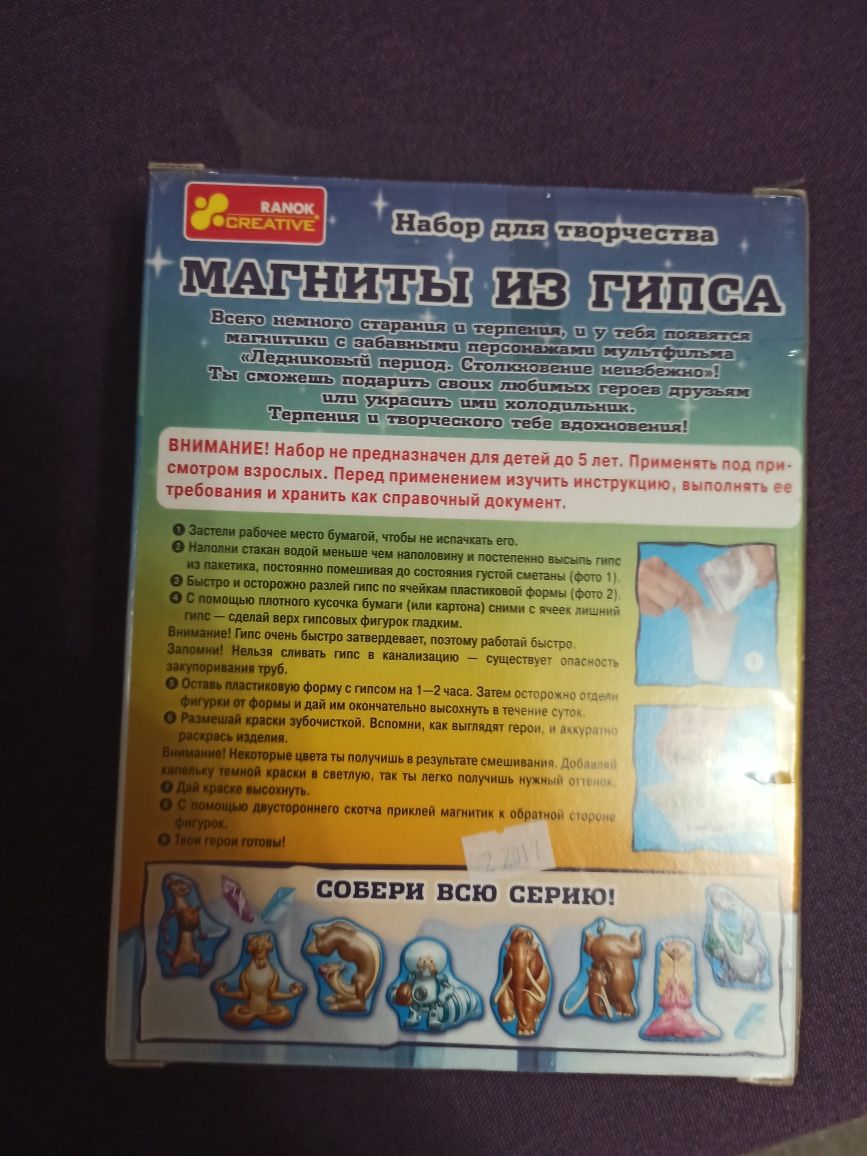 RANOK
CREATIVE
Набор для творчества
МАГНИТЫ ИЗ ГИПСА
Всего немного старания и терпения, и у тебя появятся
магнитики с забавными персонажами мультфильма
«Ледниковый период. Столкновение неизбежно»!
Ты сможешь подарить своих любимых героев друзьям
или украсить ими холодильник.
Терпения и творческого тебе вдохновения!
ВНИМАНИЕ! Набор не предназначен для детей до 5 лет. Применять под при-
смотром взрослых. Перед применением изучить инструкцию, выполнять ее
требования и хранить как справочный документ.
1 Застели рабочее место бумагой, чтобы не испачкать его.
2 Наполни стакан водой меньше чем наполовину и постепенно высыпь гипс
из пакетика, постоянно помешивая до состояния густой сметаны (фото 1).
3 Быстро и осторожно разлей гипс по ячейкам пластиковой формы (фото 2).
4 С помощью плотного кусочка бумаги (или картона) сними с ячеек лишний
гипс — сделай верх гипсовых фигурок гладким.
Внимание! Гипс очень быстро затвердевает, поэтому работай быстро.
Запомни! Нельзя сливать гипс в канализацию — существует опасность
закупоривания труб.
5 Оставь пластиковую форму с гипсом на 1—2 часа. Затем осторожно отдели
фигурки от формы и дай им окончательно высохнуть в течение суток.
6 Размешай краски зубочисткой. Вспомни, как выглядят герои, и аккуратно
раскрась изделия.
Внимание! Некоторые цвета ты получишь в результате смешивания. Добавляй
капельку темной краски в светлую, так ты легко получишь нужный оттенок.
7 Дай краске высохнуть.
8 С помощью двустороннего скотча приклей магнитик к обратной стороне
фигурок.
9 Твои герои готовы!
1
2 2017
СОБЕРИ ВСЮ СЕРИЮ!